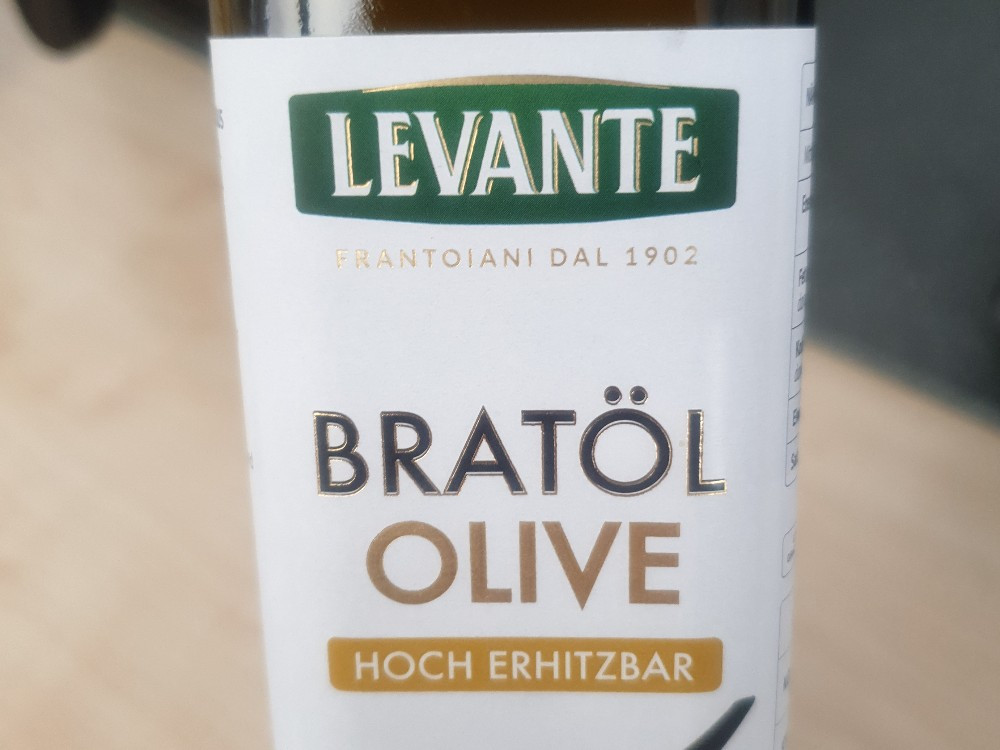 LEVANTE
FRANTOIANI DAL 1902
BRATÖL
OLIVE
HOCH ERHITZBAR